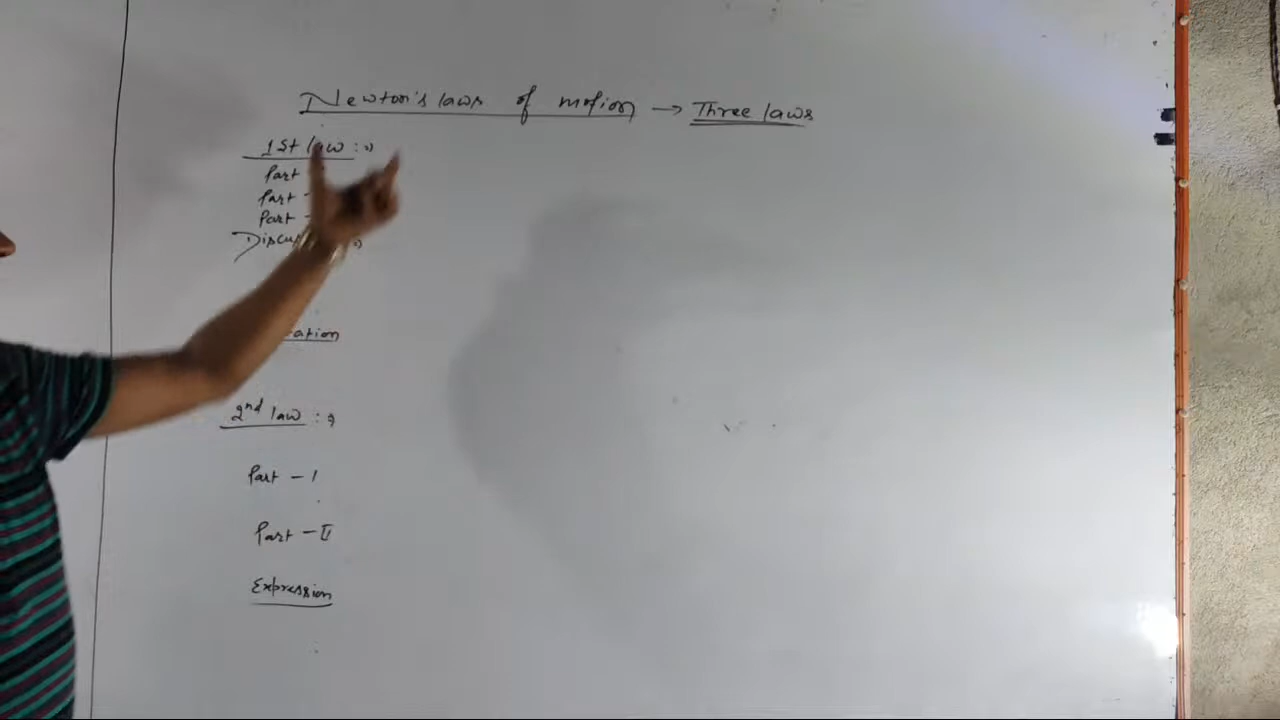 Newton's laws of motion → Three laws
1st law :
Part
Part -
Part -
2nd law :
Part - I
Part - II
Expression